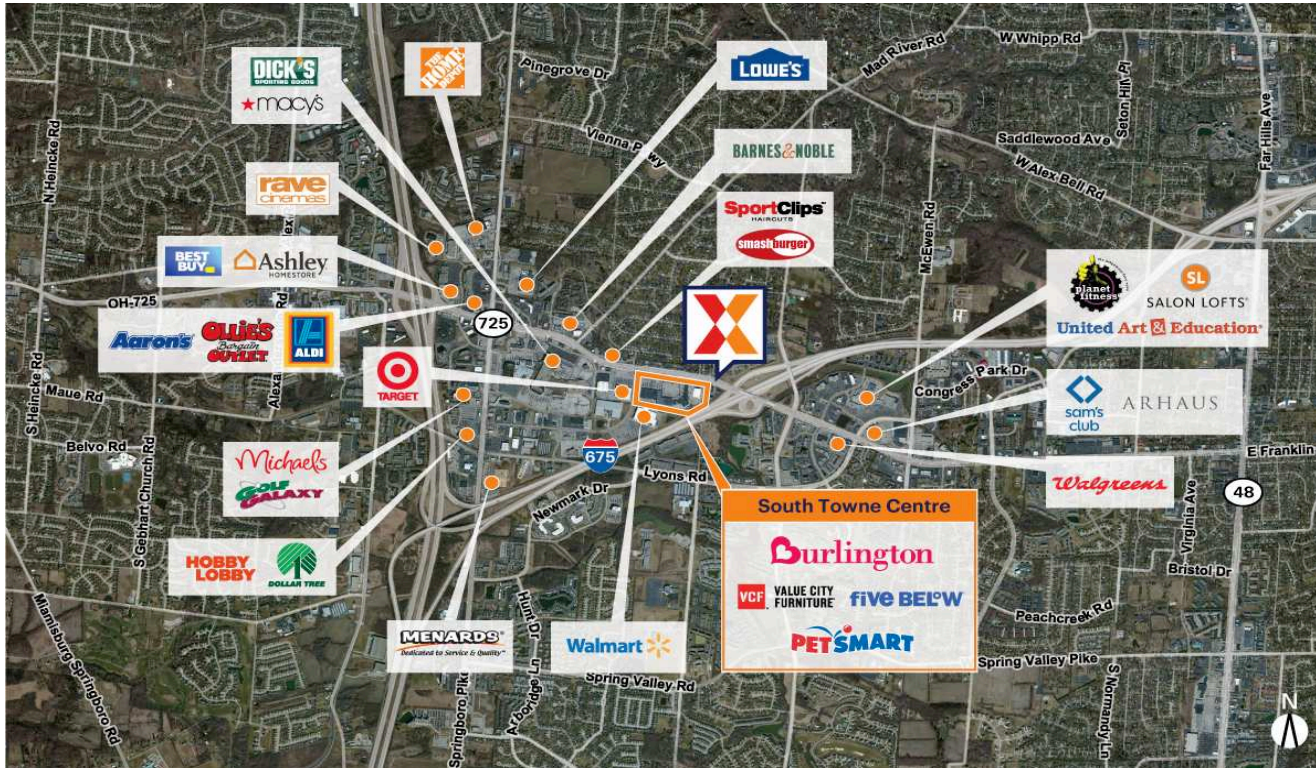 W Whipp Rd
Mad River Rd
Pinegrove Dr
THE HOME DEPOT
DICK'S
SPORTING GOODS
macy's
LOWE'S
N Heincke Rd
Vienna Pkwy
Saddlewood Ave
Seton Hill Pl
Far Hills Ave
BARNES & NOBLE
W Alex Bell Rd
rave
cinemas
SportClips
HAIRCUTS
smashburger
McEwen Rd
BEST BUY
Ashley
HOMESTORE
OH-725
725
X
planet fitness
SL
SALON LOFTS
United Art & Education
Aaron's
OLLIE'S
Bargain
OUTLET
ALDI
TARGET
Congress Park Dr
S Heincke Rd
Maue Rd
Belvo Rd
S Gebhart Church Rd
sam's club
ARHAUS
Michaels
GOLF GALAXY
675
Lyons Rd
Newmark Dr
E Franklin
Walgreens
48
Virginia Ave
Bristol Dr
South Towne Centre
Burlington
VCF VALUE CITY FURNITURE
five BELOW
PETSMART
HOBBY LOBBY
DOLLAR TREE
Hunt Dr
Peachcreek Rd
Miamisburg Springboro Rd
MENARDS
Dedicated to Service & Quality
Walmart
Springboro Pike
Arborridge Ln
Spring Valley Rd
Spring Valley Pike
S Normandy Ln
N